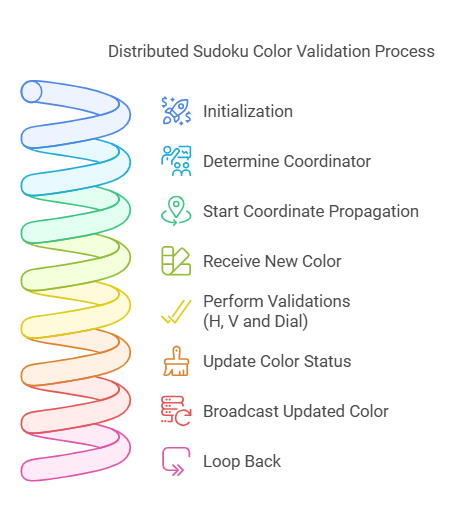 Distributed Sudoku Color Validation Process
Initialization
Determine Coordinator
Start Coordinate Propagation
Receive New Color
Perform Validations
(H, V and Dial)
Update Color Status
Broadcast Updated Color
Loop Back